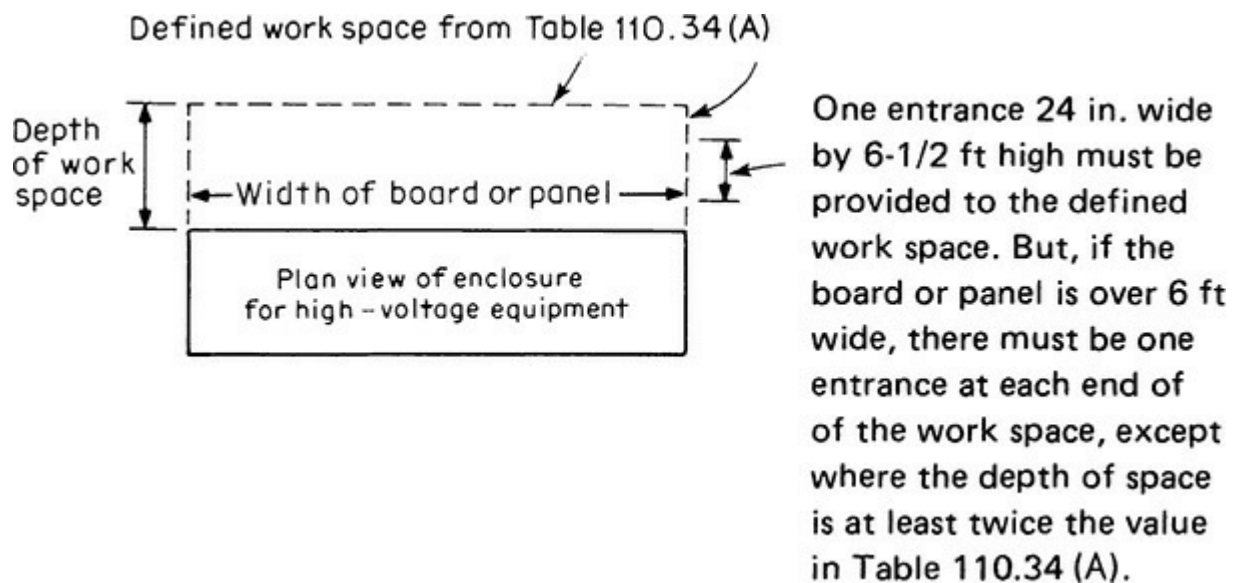 Defined work space from Table 110.34(A)
Depth
of work
space
Width of board or panel
Plan view of enclosure
for high-voltage equipment
One entrance 24 in. wide
by 6-1/2 ft high must be
provided to the defined
work space. But, if the
board or panel is over 6 ft
wide, there must be one
entrance at each end of
of the work space, except
where the depth of space
is at least twice the value
in Table 110.34 (A).